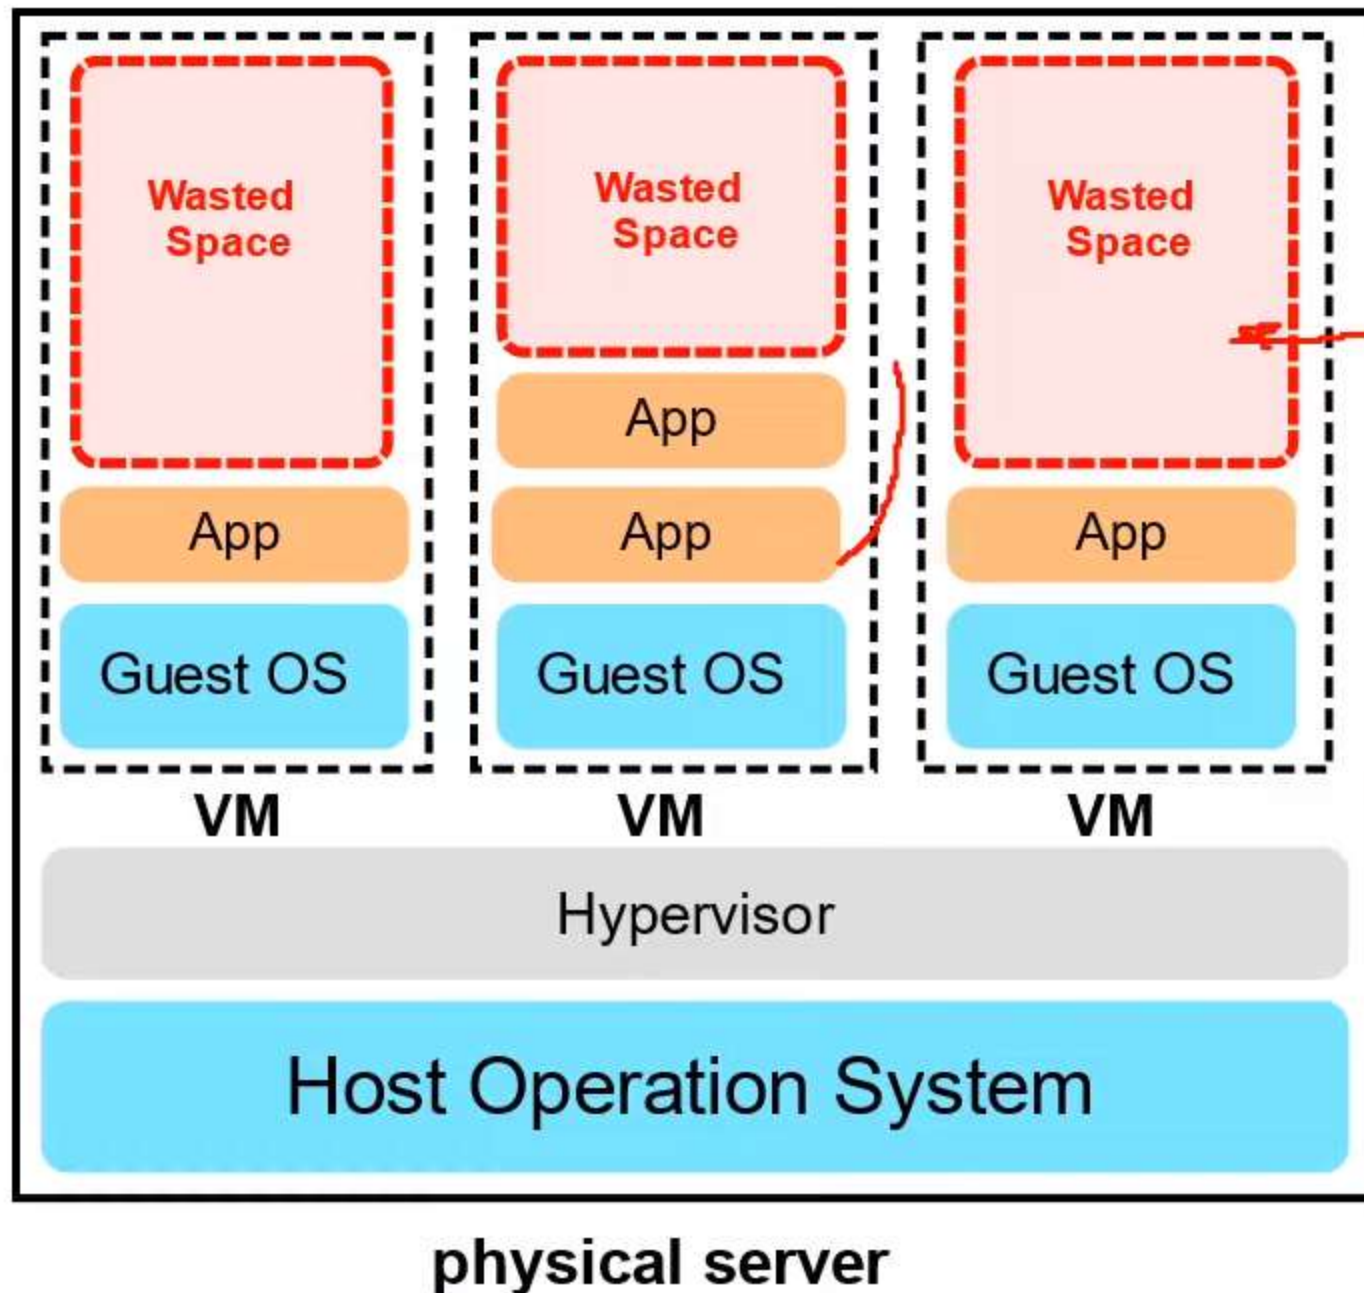 Wasted
Space
Wasted
Space
Wasted
Space
App
App
App
App
Guest OS
Guest OS
Guest OS
VM
VM
VM
Hypervisor
Host Operation System
physical server